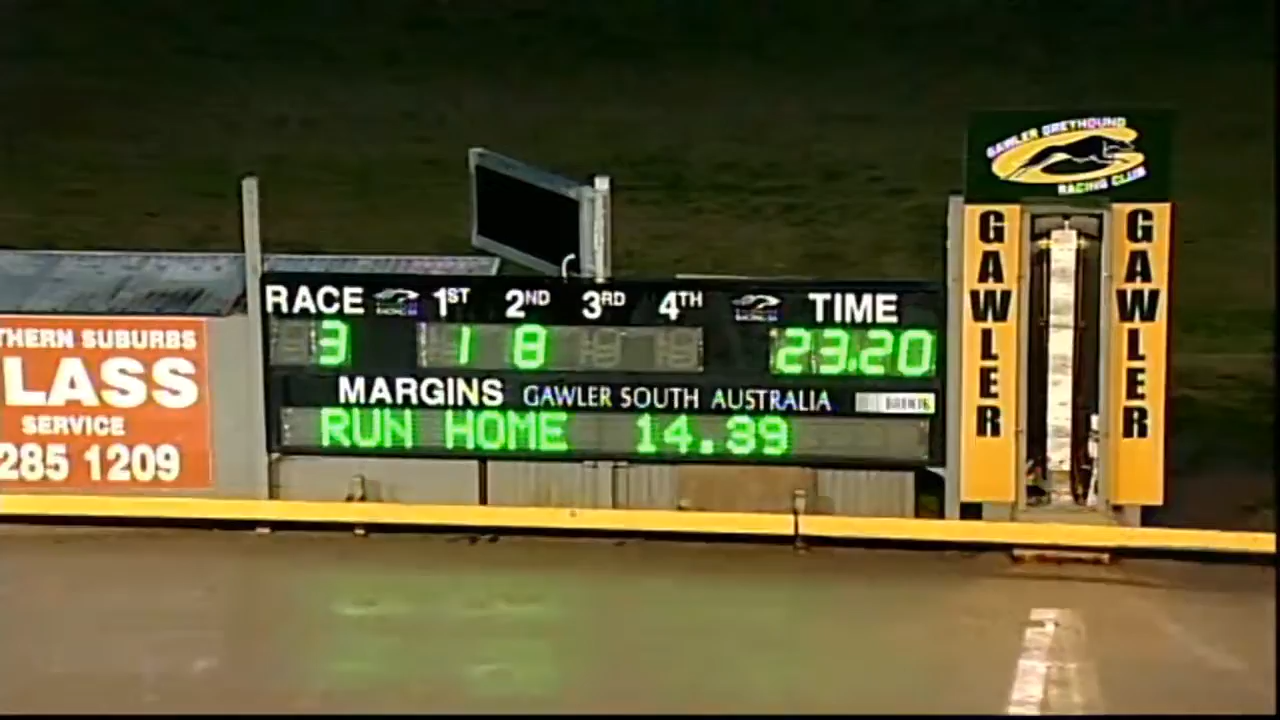 GAWLER GREYHOUND
RACING CLUB
GAWLER
GAWLER
RACE 1ST 2ND 3RD 4TH TIME
3 1 8 23.20
MARGINS GAWLER SOUTH AUSTRALIA
RUN HOME 14.39
THERN SUBURBS
LASS
SERVICE
285 1209